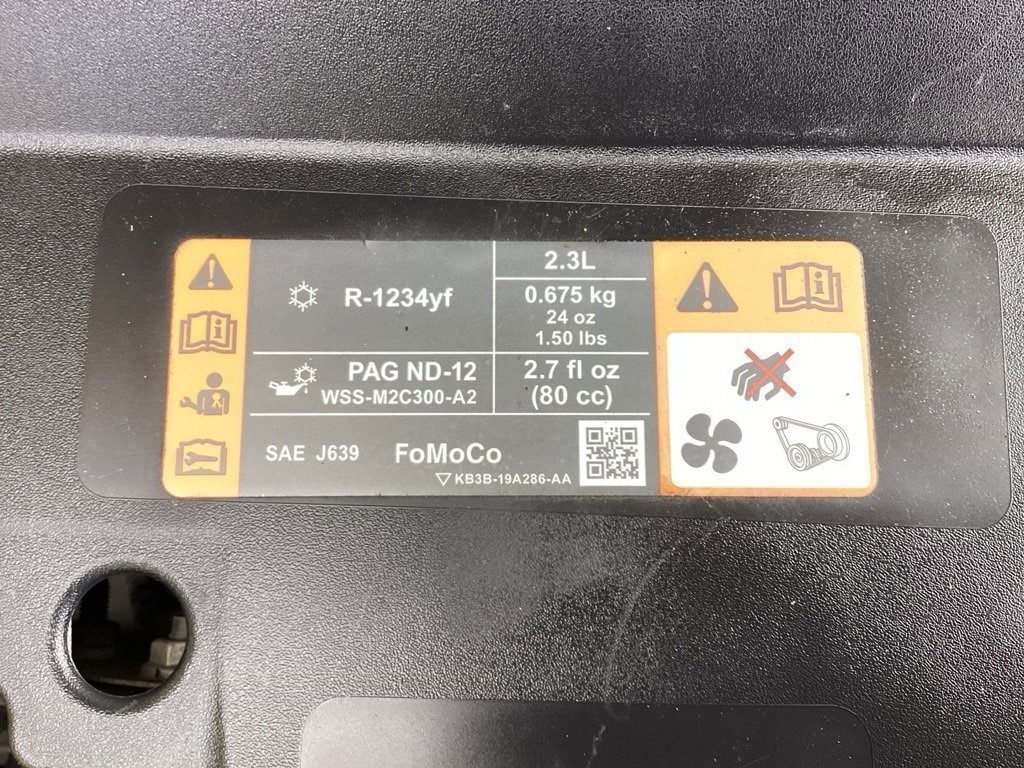 R-1234yf
2.3L
0.675 kg
24 oz
1.50 lbs
PAG ND-12
WSS-M2C300-A2
2.7 fl oz
(80 cc)
SAE J639
FoMoCo
KB3B-19A286-AA